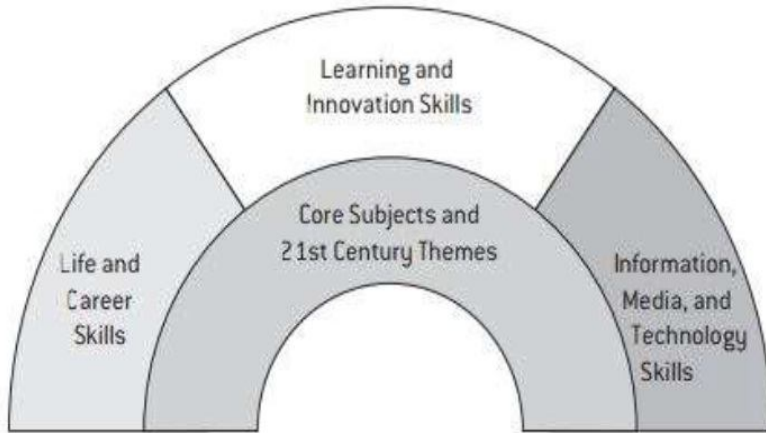 Learning and
Innovation Skills
Core Subjects and
21st Century Themes
Life and
Career
Skills
Information,
Media, and
Technology
Skills